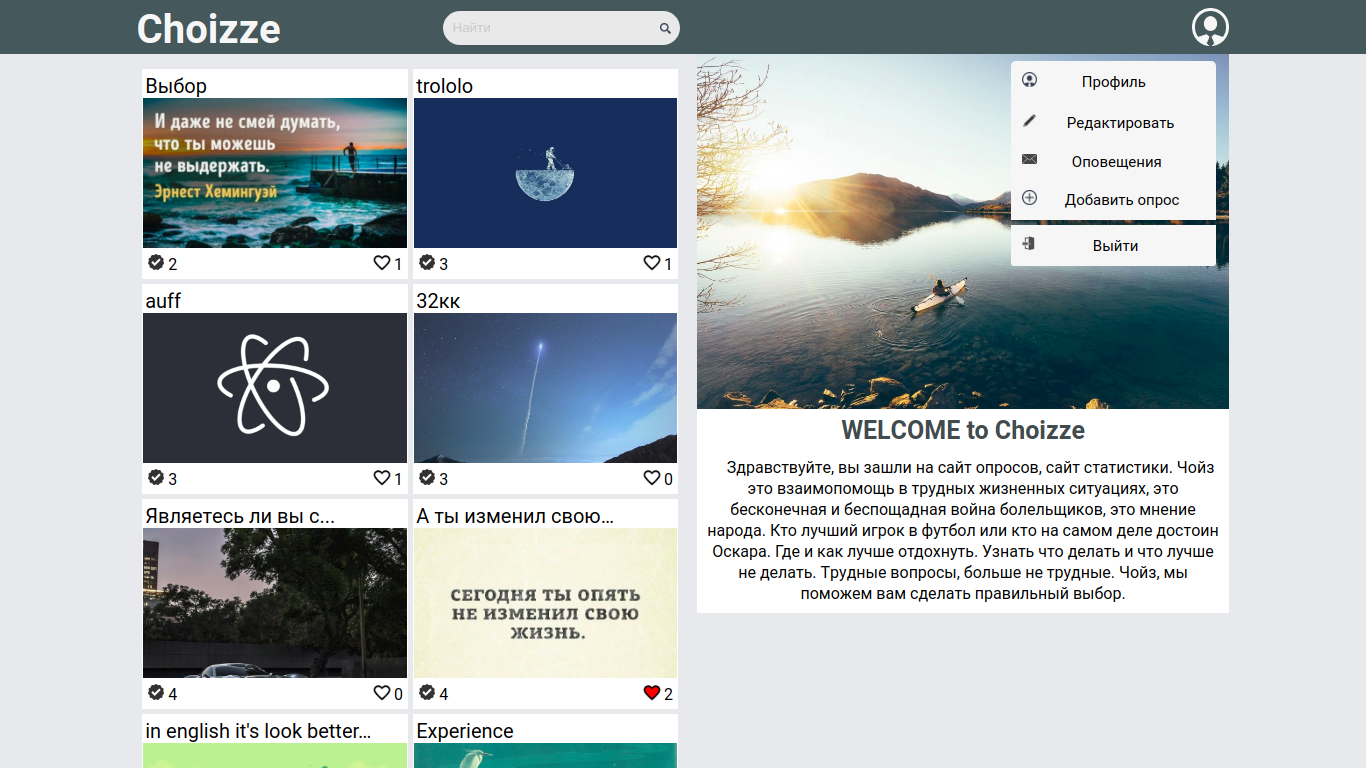 Choizze
Найти
Выбор
И даже не смей думать,
что ты можешь
не выдержать.
Эрнест Хемингуэй
2
1
trololo
3
1
auff
3
1
32кк
3
0
Являетесь ли вы с...
4
0
А ты изменил свою...
СЕГОДНЯ ТЫ ОПЯТЬ
НЕ ИЗМЕНИЛ СВОЮ
ЖИЗНЬ.
4
2
in english it's look better...
Experience
Профиль
Редактировать
Оповещения
Добавить опрос
Выйти
WELCOME to Choizze
Здравствуйте, вы зашли на сайт опросов, сайт статистики. Чойз
это взаимопомощь в трудных жизненных ситуациях, это
бесконечная и беспощадная война болельщиков, это мнение
народа. Кто лучший игрок в футбол или кто на самом деле достоин
Оскара. Где и как лучше отдохнуть. Узнать что делать и что лучше
не делать. Трудные вопросы, больше не трудные. Чойз, мы
поможем вам сделать правильный выбор.